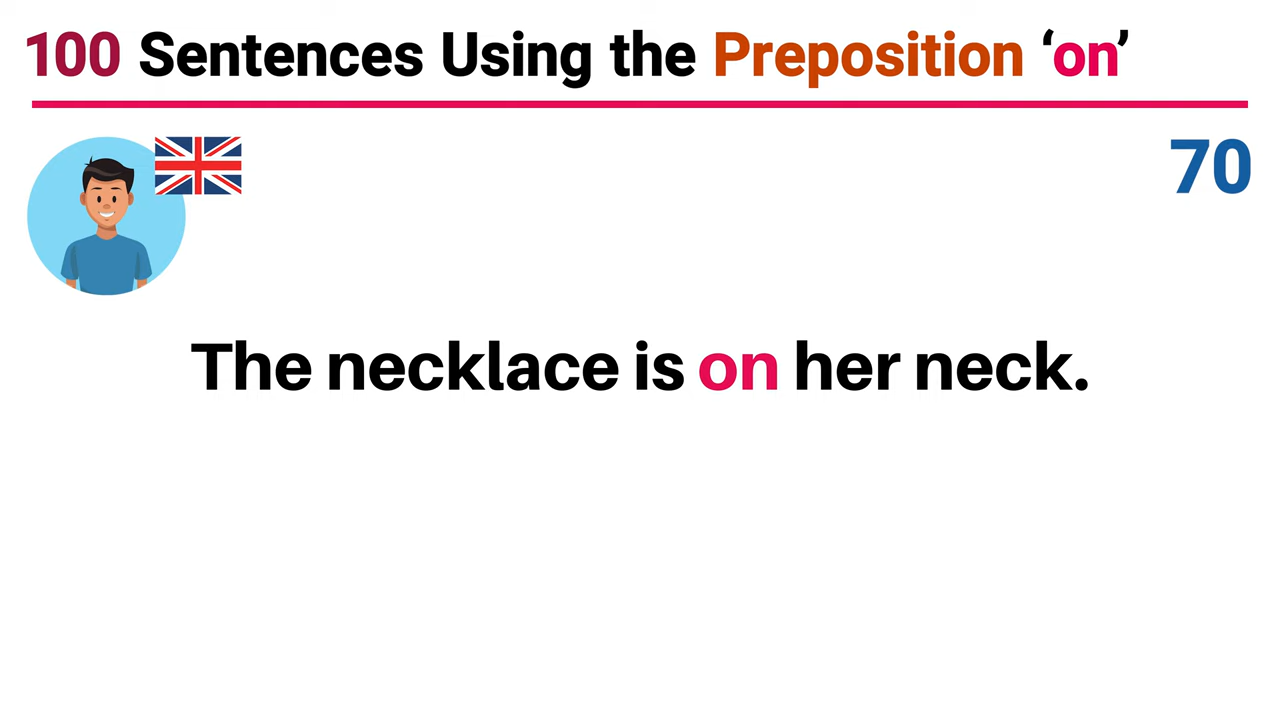 100 Sentences Using the Preposition ‘on’
70
The necklace is on her neck.